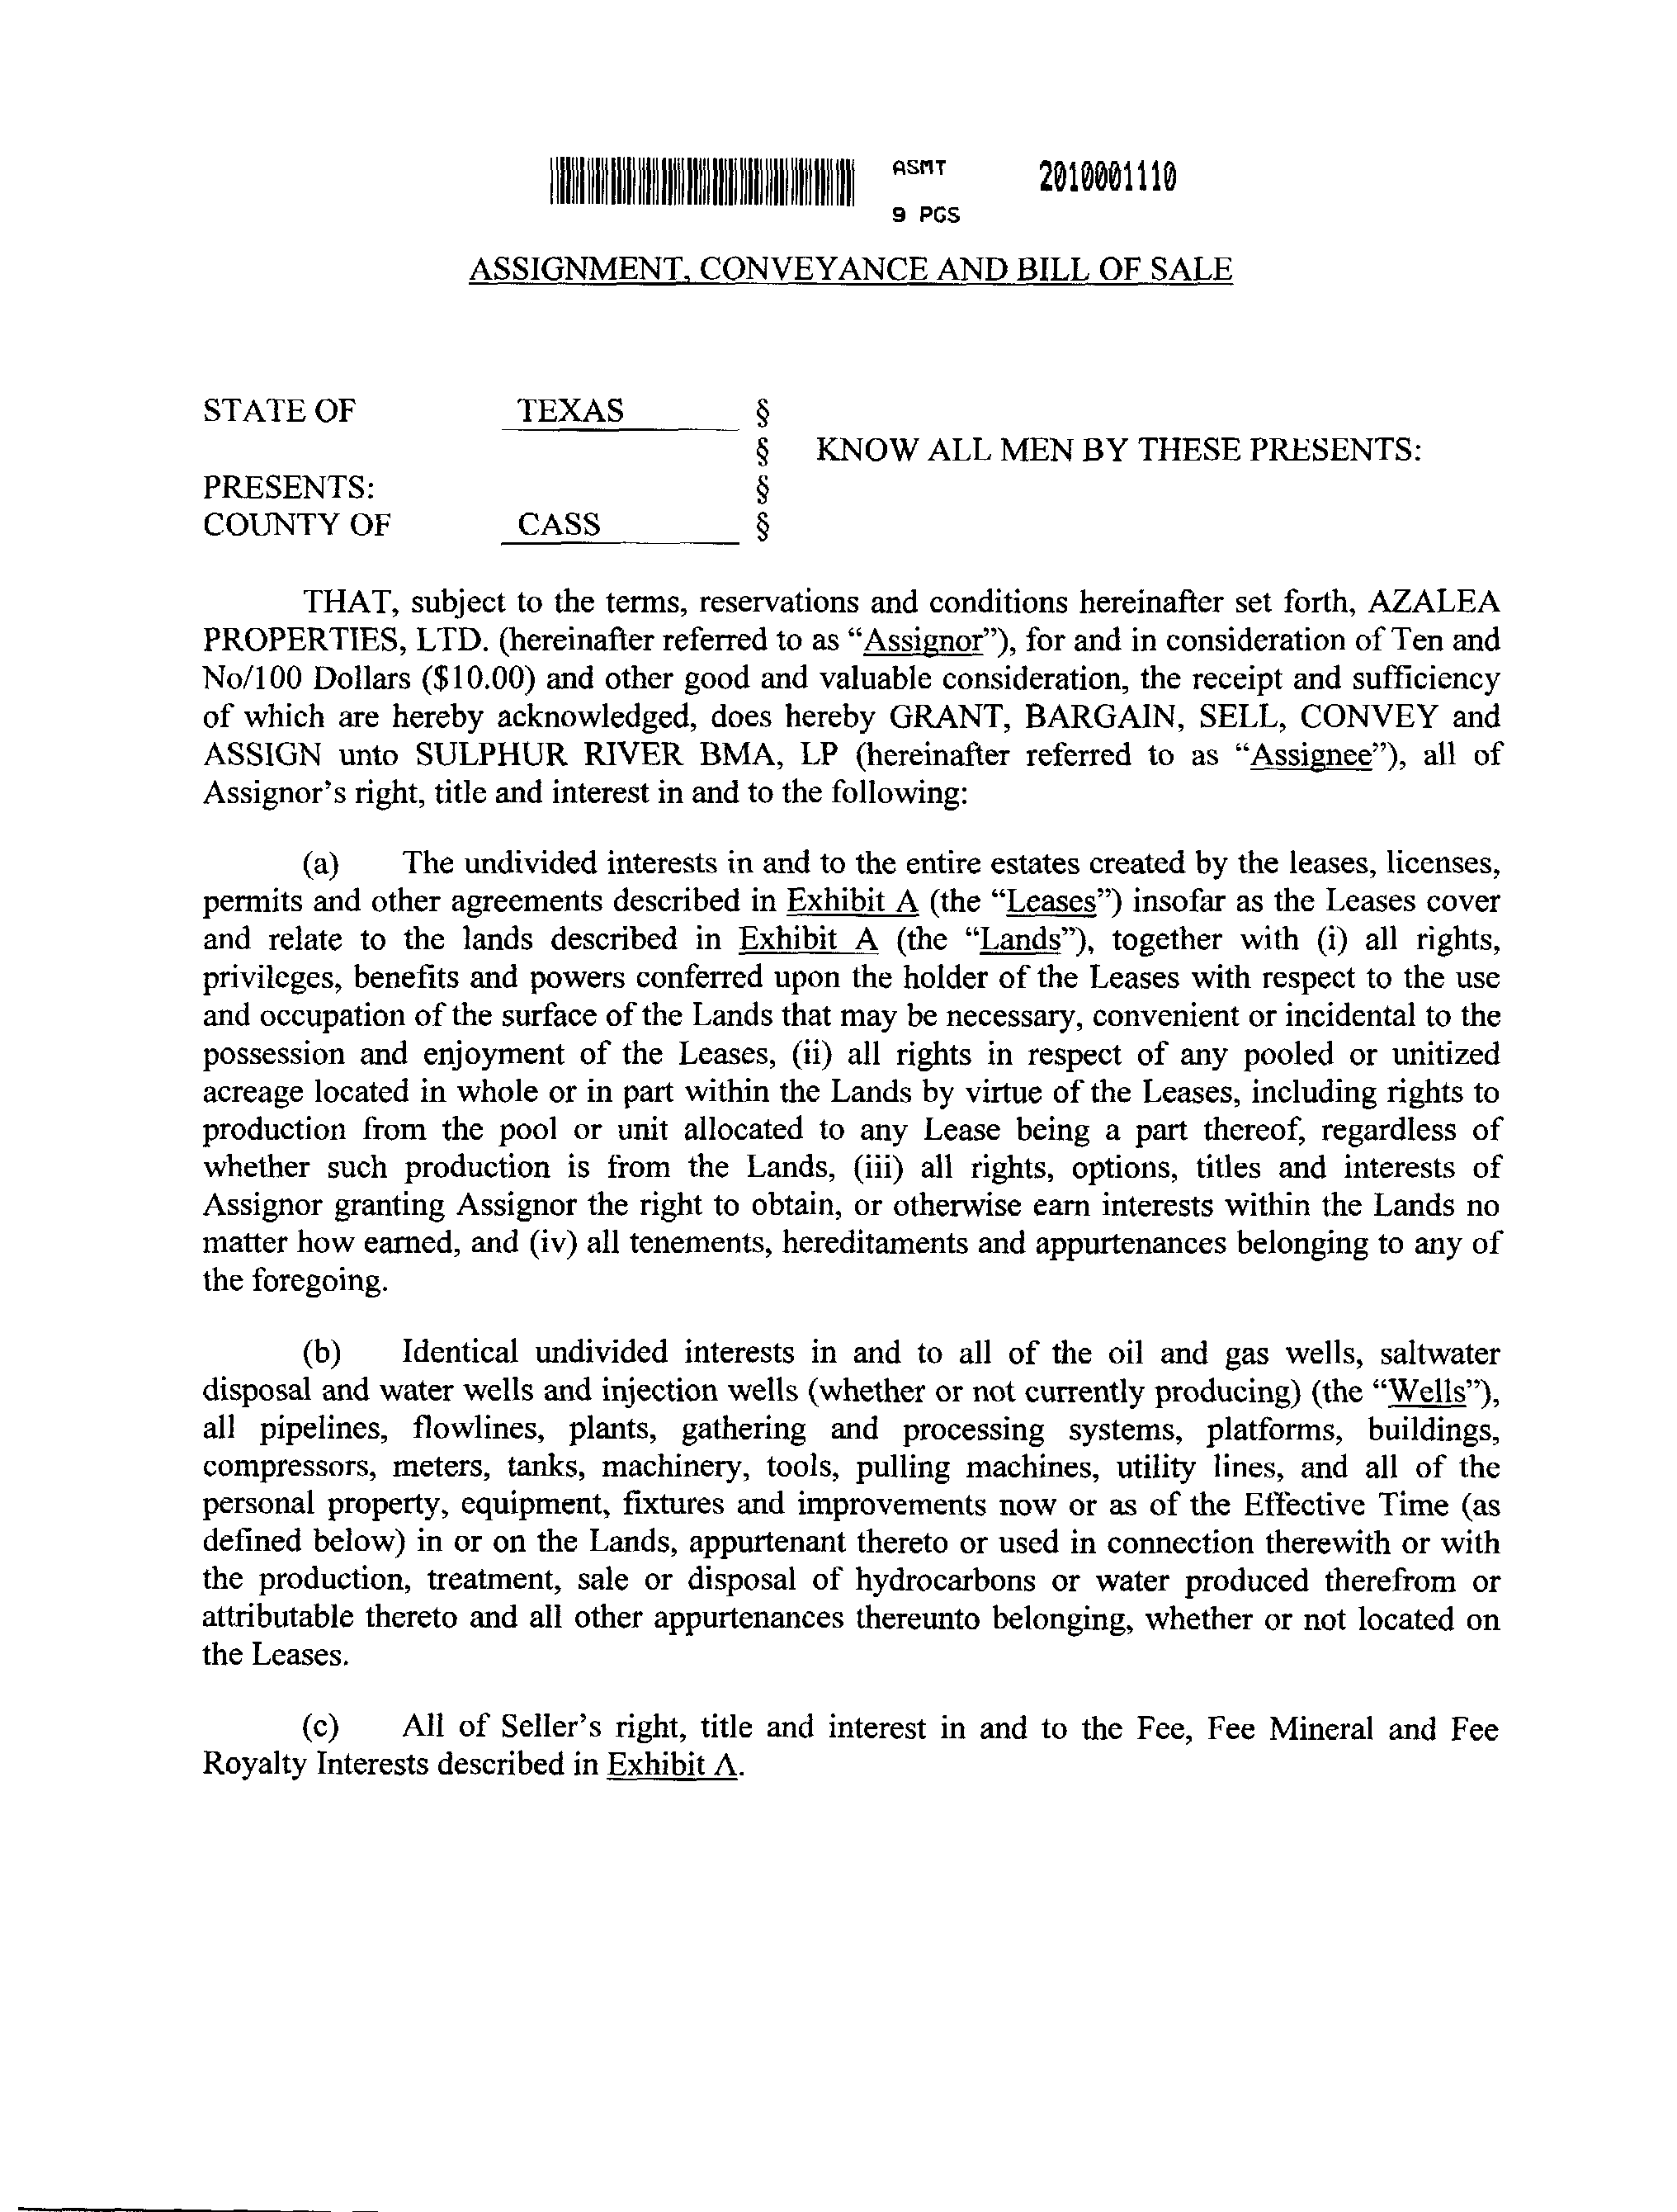 ASMT 2010001110
9 PGS
ASSIGNMENT, CONVEYANCE AND BILL OF SALE
STATE OF TEXAS §
§ KNOW ALL MEN BY THESE PRESENTS:
PRESENTS: §
COUNTY OF CASS §
THAT, subject to the terms, reservations and conditions hereinafter set forth, AZALEA
PROPERTIES, LTD. (hereinafter referred to as “Assignor”), for and in consideration of Ten and
No/100 Dollars ($10.00) and other good and valuable consideration, the receipt and sufficiency
of which are hereby acknowledged, does hereby GRANT, BARGAIN, SELL, CONVEY and
ASSIGN unto SULPHUR RIVER BMA, LP (hereinafter referred to as “Assignee”), all of
Assignor’s right, title and interest in and to the following:
(a) The undivided interests in and to the entire estates created by the leases, licenses,
permits and other agreements described in Exhibit A (the “Leases”) insofar as the Leases cover
and relate to the lands described in Exhibit A (the “Lands”), together with (i) all rights,
privileges, benefits and powers conferred upon the holder of the Leases with respect to the use
and occupation of the surface of the Lands that may be necessary, convenient or incidental to the
possession and enjoyment of the Leases, (ii) all rights in respect of any pooled or unitized
acreage located in whole or in part within the Lands by virtue of the Leases, including rights to
production from the pool or unit allocated to any Lease being a part thereof, regardless of
whether such production is from the Lands, (iii) all rights, options, titles and interests of
Assignor granting Assignor the right to obtain, or otherwise earn interests within the Lands no
matter how earned, and (iv) all tenements, hereditaments and appurtenances belonging to any of
the foregoing.
(b) Identical undivided interests in and to all of the oil and gas wells, saltwater
disposal and water wells and injection wells (whether or not currently producing) (the “Wells”),
all pipelines, flowlines, plants, gathering and processing systems, platforms, buildings,
compressors, meters, tanks, machinery, tools, pulling machines, utility lines, and all of the
personal property, equipment, fixtures and improvements now or as of the Effective Time (as
defined below) in or on the Lands, appurtenant thereto or used in connection therewith or with
the production, treatment, sale or disposal of hydrocarbons or water produced therefrom or
attributable thereto and all other appurtenances thereunto belonging, whether or not located on
the Leases.
(c) All of Seller’s right, title and interest in and to the Fee, Fee Mineral and Fee
Royalty Interests described in Exhibit A.